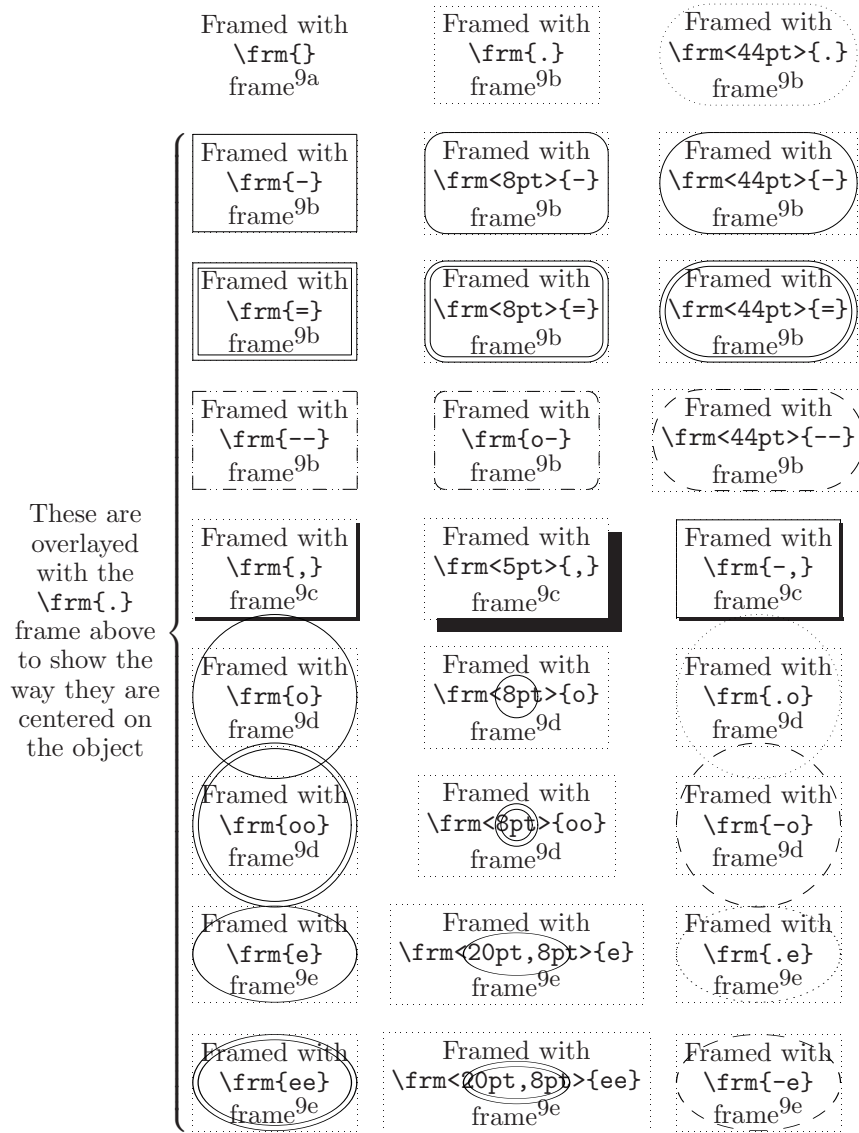 Framed with
\frm{}
frame9a
Framed with
\frm{.}
frame9b
Framed with
\frm<44pt>{.}
frame9b
Framed with
\frm{-}
frame9b
Framed with
\frm<8pt>{-}
frame9b
Framed with
\frm<44pt>{-}
frame9b
Framed with
\frm{=}
frame9b
Framed with
\frm<8pt>{=}
frame9b
Framed with
\frm<44pt>{=}
frame9b
Framed with
\frm{--}
frame9b
Framed with
\frm{o-}
frame9b
Framed with
\frm<44pt>{--}
frame9b
These are
overlayed
with the
\frm{.}
frame above
to show the
way they are
centered on
the object
Framed with
\frm{,}
frame9c
Framed with
\frm<5pt>{,}
frame9c
Framed with
\frm{-,}
frame9c
Framed with
\frm{o}
frame9d
Framed with
\frm<8pt>{o}
frame9d
Framed with
\frm{.o}
frame9d
Framed with
\frm{oo}
frame9d
Framed with
\frm<8pt>{oo}
frame9d
Framed with
\frm{-o}
frame9d
Framed with
\frm{e}
frame9e
Framed with
\frm<20pt,8pt>{e}
frame9e
Framed with
\frm{.e}
frame9e
Framed with
\frm{ee}
frame9e
Framed with
\frm<20pt,8pt>{ee}
frame9e
Framed with
\frm{-e}
frame9e